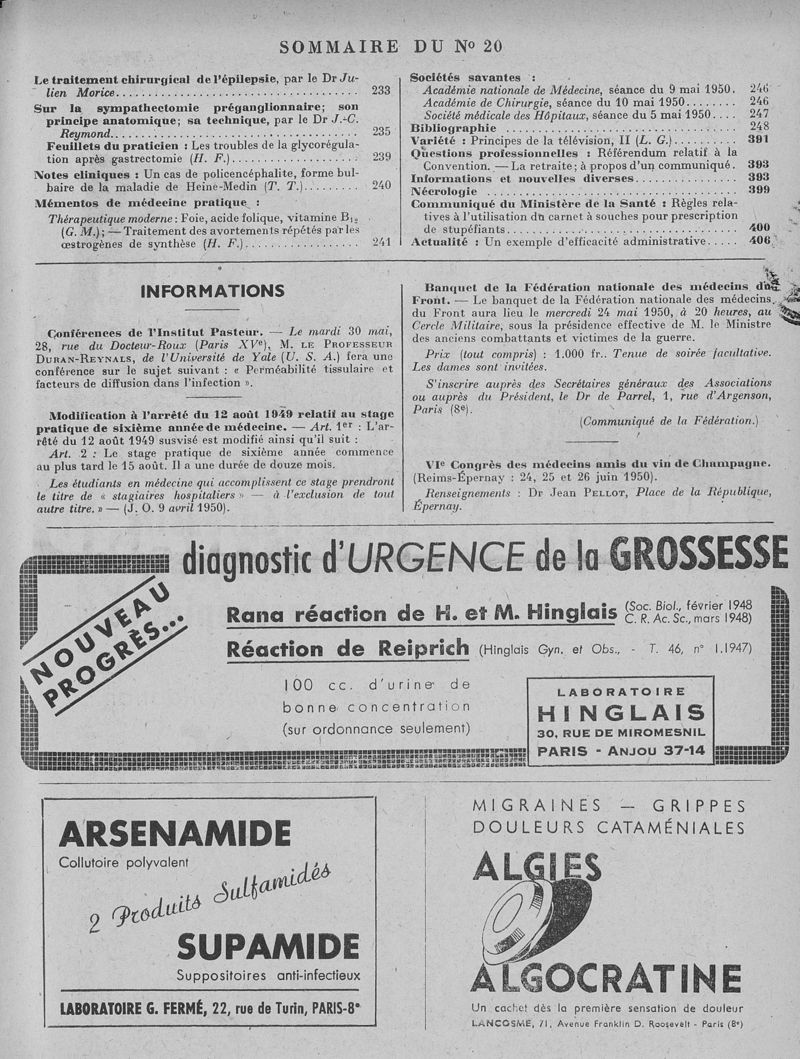 SOMMAIRE DU No 20
Le traitement chirurgical de l'épilepsie, par le Dr Ju-
lien Morice........ 233
Sur la sympathectomie préganglionnaire; son
principe anatomique; sa technique, par le Dr J.-C.
Reymond........ 235
Feuillets du praticien : Les troubles de la glycorégula-
tion après gastrectomie (H. F.)........ 239
Notes cliniques : Un cas de policencéphalite, forme bul-
baire de la maladie de Heine-Medin (T. T.)........ 240
Mémentos de médecine pratique :
Thérapeutique moderne : Foie, acide folique, vitamine B12
(G. M.); — Traitement des avortements répétés par les
œstrogènes de synthèse (H. F.)........ 241
Sociétés savantes :
Académie nationale de Médecine, séance du 9 mai 1950. 246
Académie de Chirurgie, séance du 10 mai 1950........ 246
Société médicale des Hôpitaux, séance du 5 mai 1950.... 247
Bibliographie ........ 248
Variété : Principes de la télévision, II (L. G.)........ 391
Questions professionnelles : Référendum relatif à la
Convention. — La retraite; à propos d'un communiqué. 393
Informations et nouvelles diverses........ 393
Nécrologie ........ 399
Communiqué du Ministère de la Santé : Règles rela-
tives à l'utilisation du carnet à souches pour prescription
de stupéfiants........ 400
Actualité : Un exemple d'efficacité administrative..... 406
INFORMATIONS
Conférences de l'Institut Pasteur. — Le mardi 30 mai,
28, rue du Docteur-Roux (Paris XVe), M. LE PROFESSEUR
DURAN-REYNALS, de l'Université de Yale (U. S. A.) fera une
conférence sur le sujet suivant : « Perméabilité tissulaire et
facteurs de diffusion dans l'infection ».
Modification à l'arrêté du 12 août 1949 relatif au stage
pratique de sixième année de médecine. — Art. 1er : L'ar-
rêté du 12 août 1949 susvisé est modifié ainsi qu'il suit :
Art. 2 : Le stage pratique de sixième année commence
au plus tard le 15 août. Il a une durée de douze mois.
Les étudiants en médecine qui accomplissent ce stage prendront
le titre de « stagiaires hospitaliers » — à l'exclusion de tout
autre titre. » — (J. O. 9 avril 1950).
Banquet de la Fédération nationale des médecins du
Front. — Le banquet de la Fédération nationale des médecins
du Front aura lieu le mercredi 24 mai 1950, à 20 heures, au
Cercle Militaire, sous la présidence effective de M. le Ministre
des anciens combattants et victimes de la guerre.
Prix (tout compris) : 1.000 fr.. Tenue de soirée facultative.
Les dames sont invitées.
S'inscrire auprès des Secrétaires généraux des Associations
ou auprès du Président, le Dr de Parrel, 1, rue d'Argenson,
Paris (8e).
(Communiqué de la Fédération.)
VIe Congrès des médecins amis du vin de Champagne.
(Reims-Épernay : 24, 25 et 26 juin 1950).
Renseignements : Dr Jean PELLOT, Place de la République,
Épernay.
diagnostic d'URGENCE de la GROSSESSE
NOUVEAU
PROGRÈS...
Rana réaction de H. et M. Hinglais (Soc. Biol., février 1948
C. R. Ac. Sc., mars 1948)
Réaction de Reiprich (Hinglais Gyn. et Obs., - T. 46, n° 1.1947)
100 cc. d'urine de
bonne concentration
(sur ordonnance seulement)
LABORATOIRE
HINGLAIS
30, RUE DE MIROMESNIL
PARIS - ANJOU 37-14
ARSENAMIDE
Collutoire polyvalent
2 Produits Sulfamidés
SUPAMIDE
Suppositoires anti-infectieux
LABORATOIRE G. FERMÉ, 22, rue de Turin, PARIS-8e
MIGRAINES — GRIPPES
DOULEURS CATAMÉNIALES
ALGIES
ALGOCRATINE
Un cachet dès la première sensation de douleur
LANCOSME, 71, Avenue Franklin D. Roosevelt - Paris (8e)